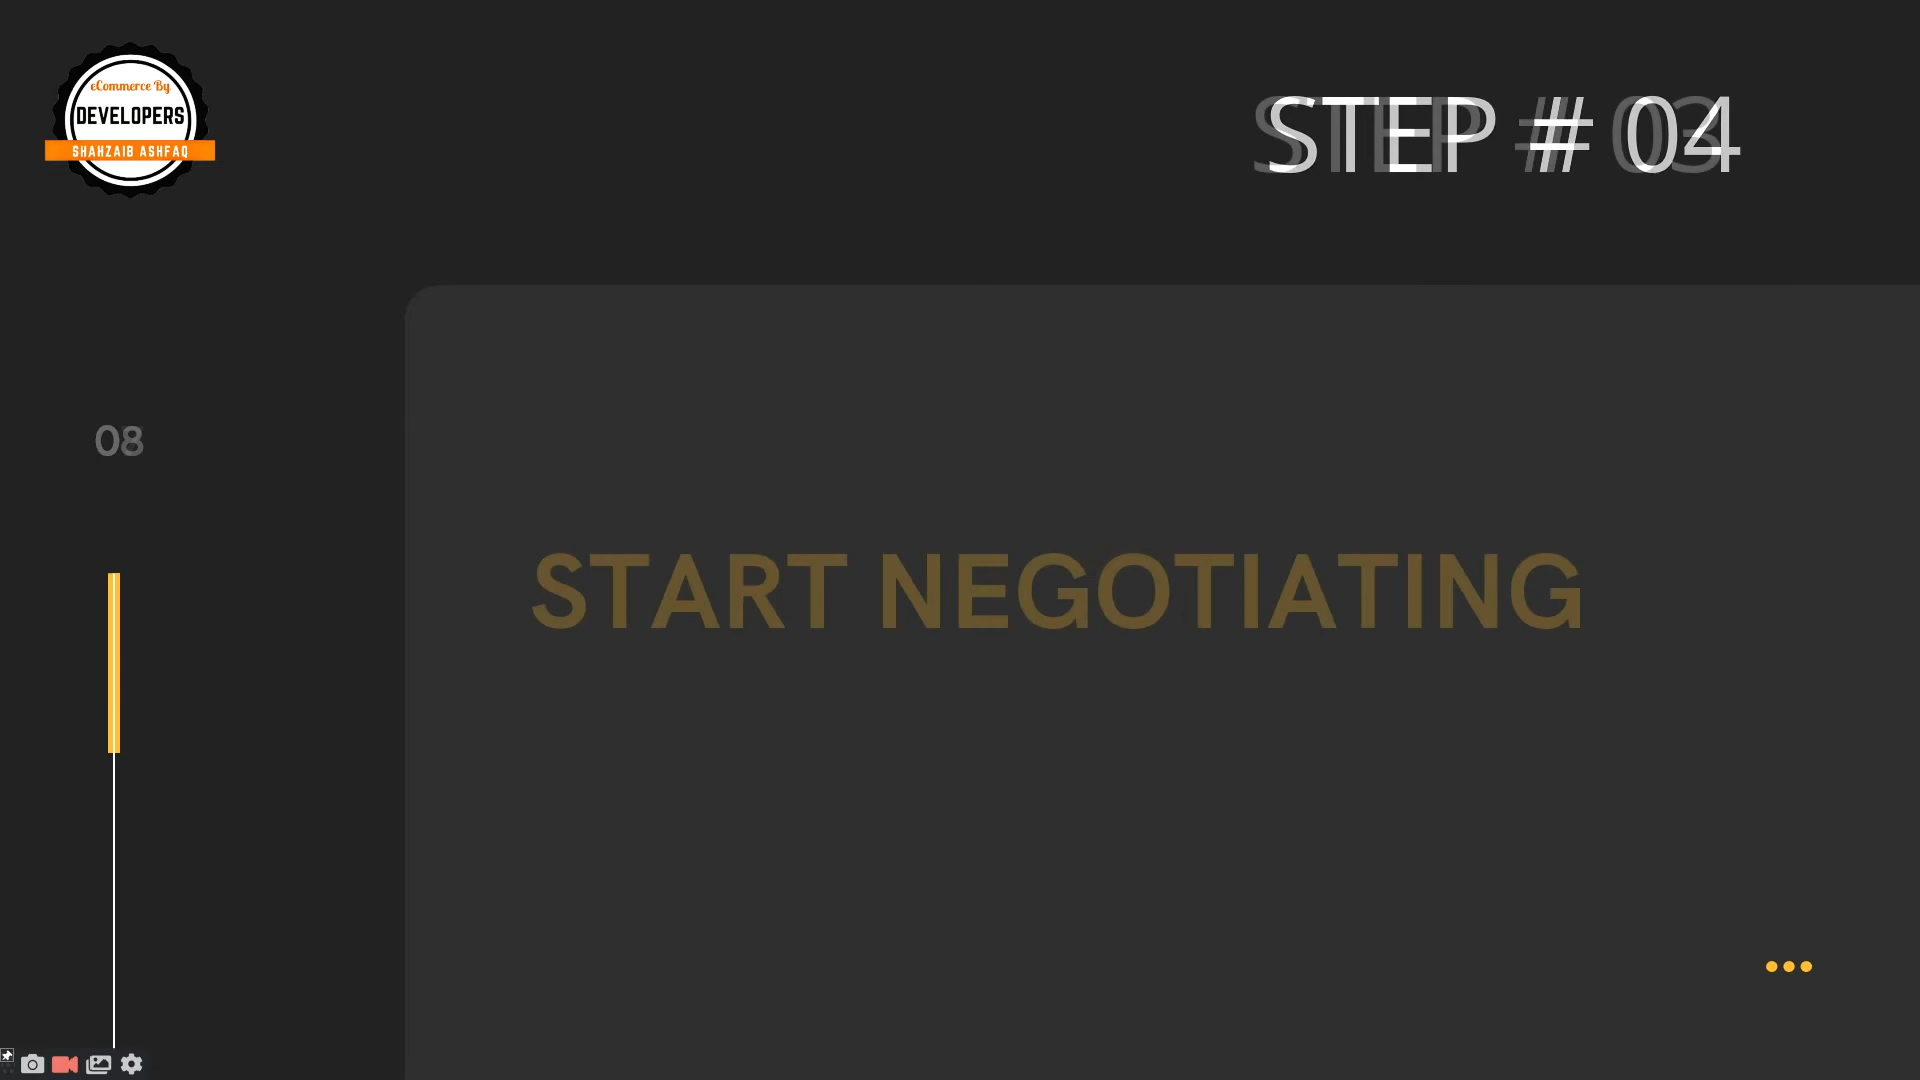 eCommerce By
DEVELOPERS
SHAHZAIB ASHFAQ
STEP # 04
08
START NEGOTIATING